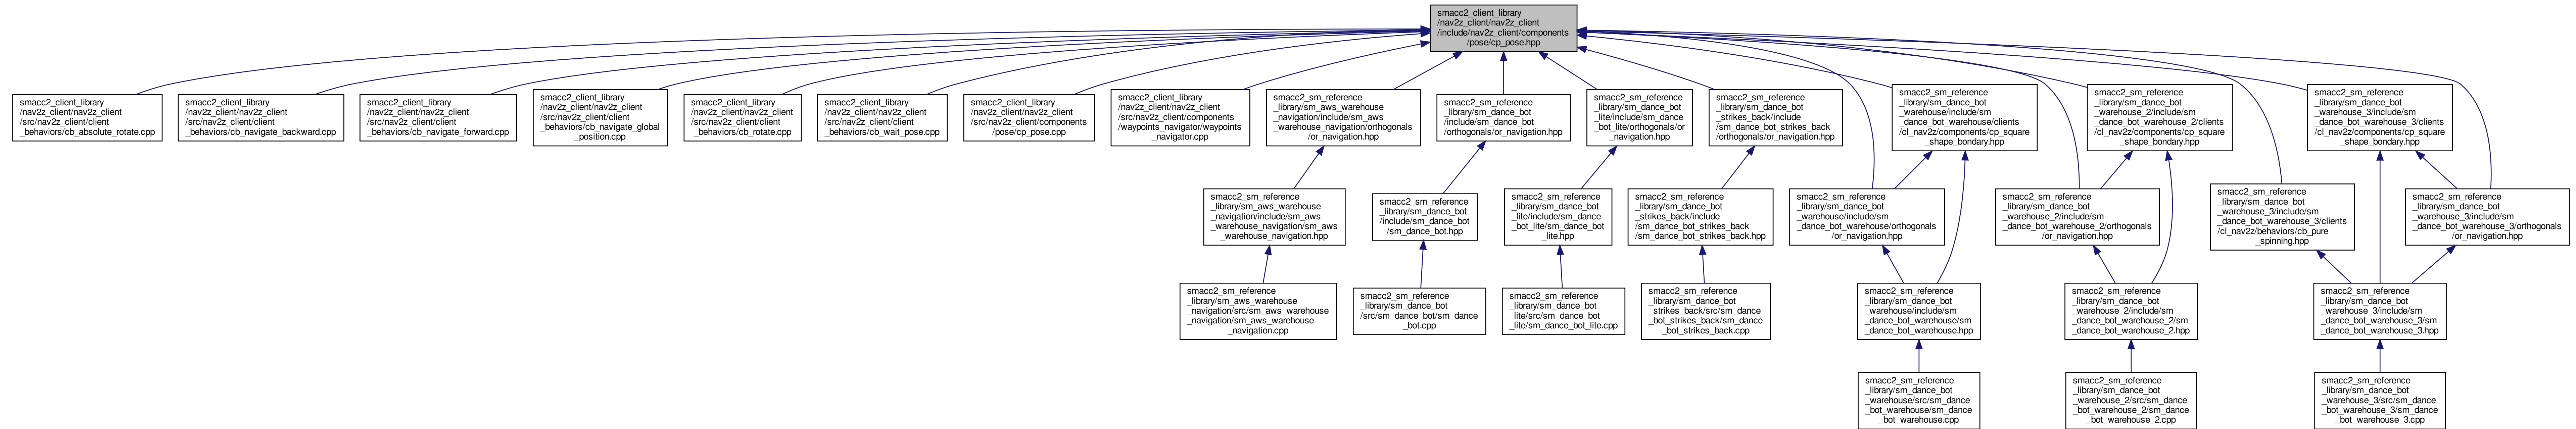 smacc2_client_library
/nav2z_client/nav2z_client
/include/nav2z_client/components
/pose/cp_pose.hpp
smacc2_client_library
/nav2z_client/nav2z_client
/src/nav2z_client/client
_behaviors/cb_absolute_rotate.cpp
smacc2_client_library
/nav2z_client/nav2z_client
/src/nav2z_client/client
_behaviors/cb_navigate_backward.cpp
smacc2_client_library
/nav2z_client/nav2z_client
/src/nav2z_client/client
_behaviors/cb_navigate_forward.cpp
smacc2_client_library
/nav2z_client/nav2z_client
/src/nav2z_client/client
_behaviors/cb_navigate_global
_position.cpp
smacc2_client_library
/nav2z_client/nav2z_client
/src/nav2z_client/client
_behaviors/cb_rotate.cpp
smacc2_client_library
/nav2z_client/nav2z_client
/src/nav2z_client/client
_behaviors/cb_wait_pose.cpp
smacc2_client_library
/nav2z_client/nav2z_client
/src/nav2z_client/components
/pose/cp_pose.cpp
smacc2_client_library
/nav2z_client/nav2z_client
/src/nav2z_client/components
/waypoints_navigator/waypoints
_navigator.cpp
smacc2_sm_reference
_library/sm_aws_warehouse
_navigation/include/sm_aws
_warehouse_navigation/orthogonals
/or_navigation.hpp
smacc2_sm_reference
_library/sm_dance_bot
/include/sm_dance_bot
/orthogonals/or_navigation.hpp
smacc2_sm_reference
_library/sm_dance_bot
_lite/include/sm_dance
_bot_lite/orthogonals/or
_navigation.hpp
smacc2_sm_reference
_library/sm_dance_bot
_strikes_back/include
/sm_dance_bot_strikes_back
/orthogonals/or_navigation.hpp
smacc2_sm_reference
_library/sm_dance_bot
_warehouse/include/sm
_dance_bot_warehouse/clients
/cl_nav2z/components/cp_square
_shape_bondary.hpp
smacc2_sm_reference
_library/sm_dance_bot
_warehouse_2/include/sm
_dance_bot_warehouse_2/clients
/cl_nav2z/components/cp_square
_shape_bondary.hpp
smacc2_sm_reference
_library/sm_dance_bot
_warehouse_3/include/sm
_dance_bot_warehouse_3/clients
/cl_nav2z/components/cp_square
_shape_bondary.hpp
smacc2_sm_reference
_library/sm_aws_warehouse
_navigation/include/sm_aws
_warehouse_navigation/sm_aws
_warehouse_navigation.hpp
smacc2_sm_reference
_library/sm_dance_bot
/include/sm_dance_bot
/sm_dance_bot.hpp
smacc2_sm_reference
_library/sm_dance_bot
_lite/include/sm_dance
_bot_lite/sm_dance_bot
_lite.hpp
smacc2_sm_reference
_library/sm_dance_bot
_strikes_back/include
/sm_dance_bot_strikes_back
/sm_dance_bot_strikes_back.hpp
smacc2_sm_reference
_library/sm_dance_bot
_warehouse/include/sm
_dance_bot_warehouse/orthogonals
/or_navigation.hpp
smacc2_sm_reference
_library/sm_dance_bot
_warehouse_2/include/sm
_dance_bot_warehouse_2/orthogonals
/or_navigation.hpp
smacc2_sm_reference
_library/sm_dance_bot
_warehouse_3/include/sm
_dance_bot_warehouse_3/clients
/cl_nav2z/behaviors/cb_pure
_spinning.hpp
smacc2_sm_reference
_library/sm_dance_bot
_warehouse_3/include/sm
_dance_bot_warehouse_3/orthogonals
/or_navigation.hpp
smacc2_sm_reference
_library/sm_aws_warehouse
_navigation/src/sm_aws_warehouse
_navigation/sm_aws_warehouse
_navigation.cpp
smacc2_sm_reference
_library/sm_dance_bot
/src/sm_dance_bot/sm_dance
_bot.cpp
smacc2_sm_reference
_library/sm_dance_bot
_lite/src/sm_dance_bot
_lite/sm_dance_bot_lite.cpp
smacc2_sm_reference
_library/sm_dance_bot
_strikes_back/src/sm_dance
_bot_strikes_back/sm_dance
_bot_strikes_back.cpp
smacc2_sm_reference
_library/sm_dance_bot
_warehouse/include/sm
_dance_bot_warehouse/sm
_dance_bot_warehouse.hpp
smacc2_sm_reference
_library/sm_dance_bot
_warehouse_2/include/sm
_dance_bot_warehouse_2/sm
_dance_bot_warehouse_2.hpp
smacc2_sm_reference
_library/sm_dance_bot
_warehouse_3/include/sm
_dance_bot_warehouse_3/sm
_dance_bot_warehouse_3.hpp
smacc2_sm_reference
_library/sm_dance_bot
_warehouse/src/sm_dance
_bot_warehouse/sm_dance
_bot_warehouse.cpp
smacc2_sm_reference
_library/sm_dance_bot
_warehouse_2/src/sm_dance
_bot_warehouse_2/sm_dance
_bot_warehouse_2.cpp
smacc2_sm_reference
_library/sm_dance_bot
_warehouse_3/src/sm_dance
_bot_warehouse_3/sm_dance
_bot_warehouse_3.cpp